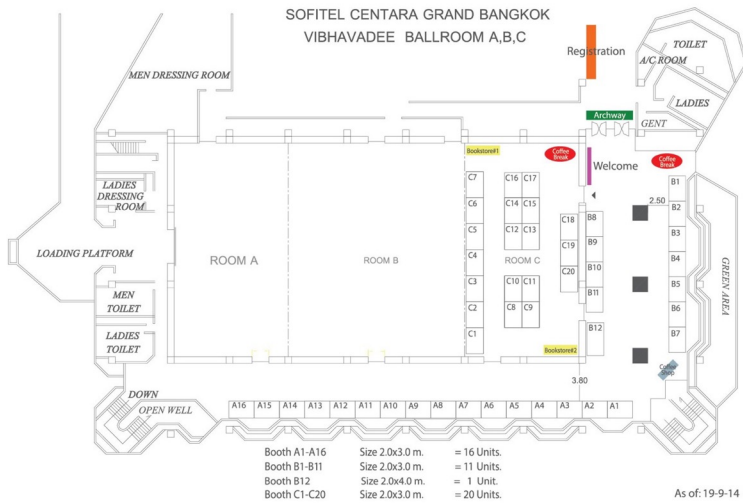 SOFITEL CENTARA GRAND BANGKOK
VIBHAVADEE BALLROOM A,B,C
Registration
TOILET
A/C ROOM
MEN DRESSING ROOM
LADIES
Archway
GENT
Bookstore#1
Coffee
Break
Welcome
Coffee
Break
LADIES
DRESSING
ROOM
C7
C6
C5
C4
C3
C2
C1
C16 C17
C14 C15
C12 C13
C10 C11
C8 C9
C18
C19
C20
B8
B9
B10
B11
B12
B1
B2
B3
B4
B5
B6
B7
2.50
LOADING PLATFORM
ROOM A
ROOM B
ROOM C
GREEN AREA
MEN
TOILET
LADIES
TOILET
Bookstore#2
Coffee
Shop
3.80
DOWN
OPEN WELL
A16 A15 A14 A13 A12 A11 A10 A9 A8 A7 A6 A5 A4 A3 A2 A1
Booth A1-A16 Size 2.0x3.0 m. = 16 Units.
Booth B1-B11 Size 2.0x3.0 m. = 11 Units.
Booth B12 Size 2.0x4.0 m. = 1 Unit.
Booth C1-C20 Size 2.0x3.0 m. = 20 Units.
As of: 19-9-14